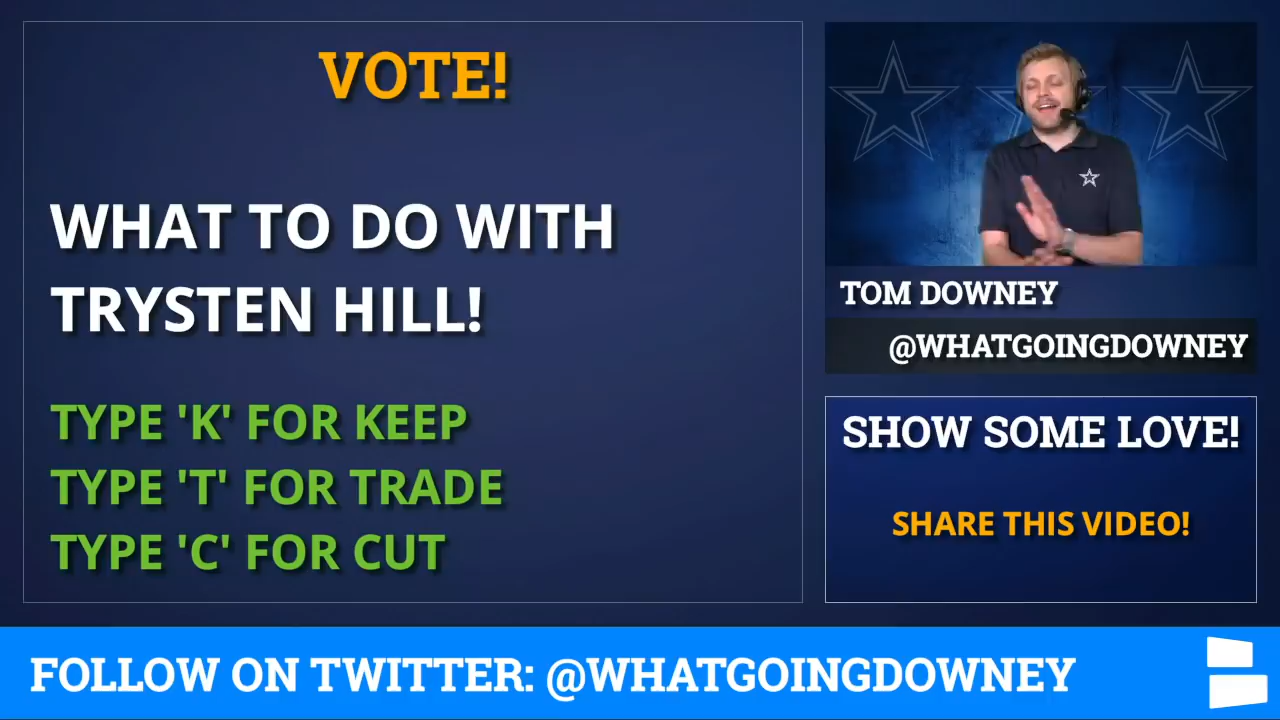 VOTE!
WHAT TO DO WITH
TRYSTEN HILL!
TYPE 'K' FOR KEEP
TYPE 'T' FOR TRADE
TYPE 'C' FOR CUT
TOM DOWNEY
@WHATGOINGDOWNEY
SHOW SOME LOVE!
SHARE THIS VIDEO!
FOLLOW ON TWITTER: @WHATGOINGDOWNEY